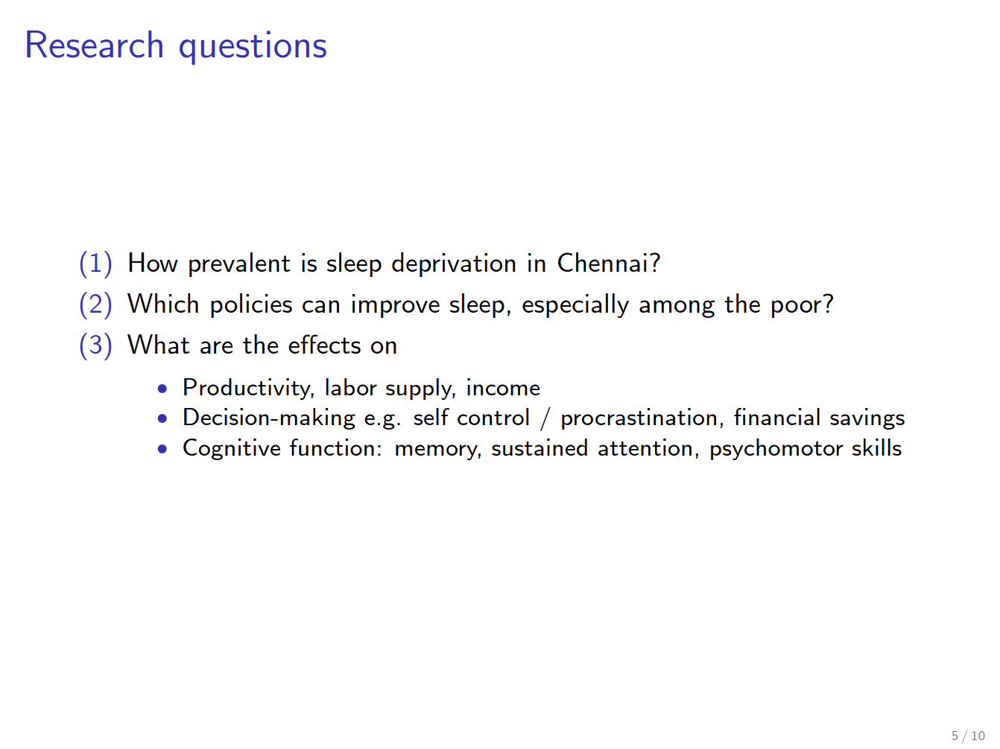 Research questions
(1) How prevalent is sleep deprivation in Chennai?
(2) Which policies can improve sleep, especially among the poor?
(3) What are the effects on
• Productivity, labor supply, income
• Decision-making e.g. self control / procrastination, financial savings
• Cognitive function: memory, sustained attention, psychomotor skills
5 / 10